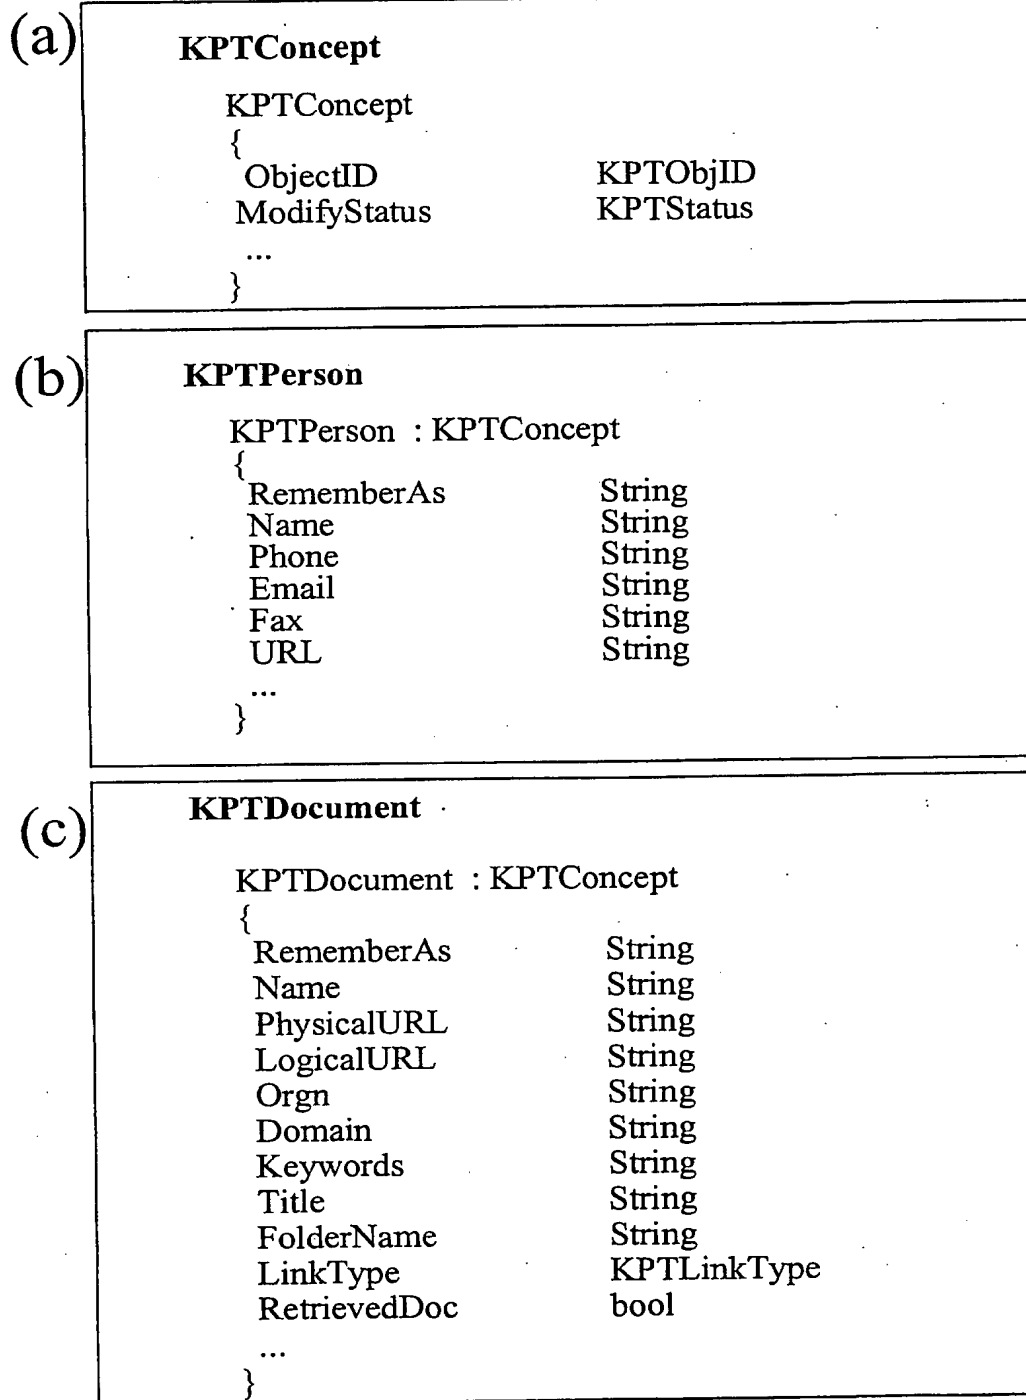 (a)
KPTConcept
KPTConcept
{
ObjectID KPTObjID
ModifyStatus KPTStatus
...
}
(b)
KPTPerson
KPTPerson : KPTConcept
{
RememberAs String
Name String
Phone String
Email String
Fax String
URL String
...
}
(c)
KPTDocument
KPTDocument : KPTConcept
{
RememberAs String
Name String
PhysicalURL String
LogicalURL String
Orgn String
Domain String
Keywords String
Title String
FolderName String
LinkType KPTLinkType
RetrievedDoc bool
...
}